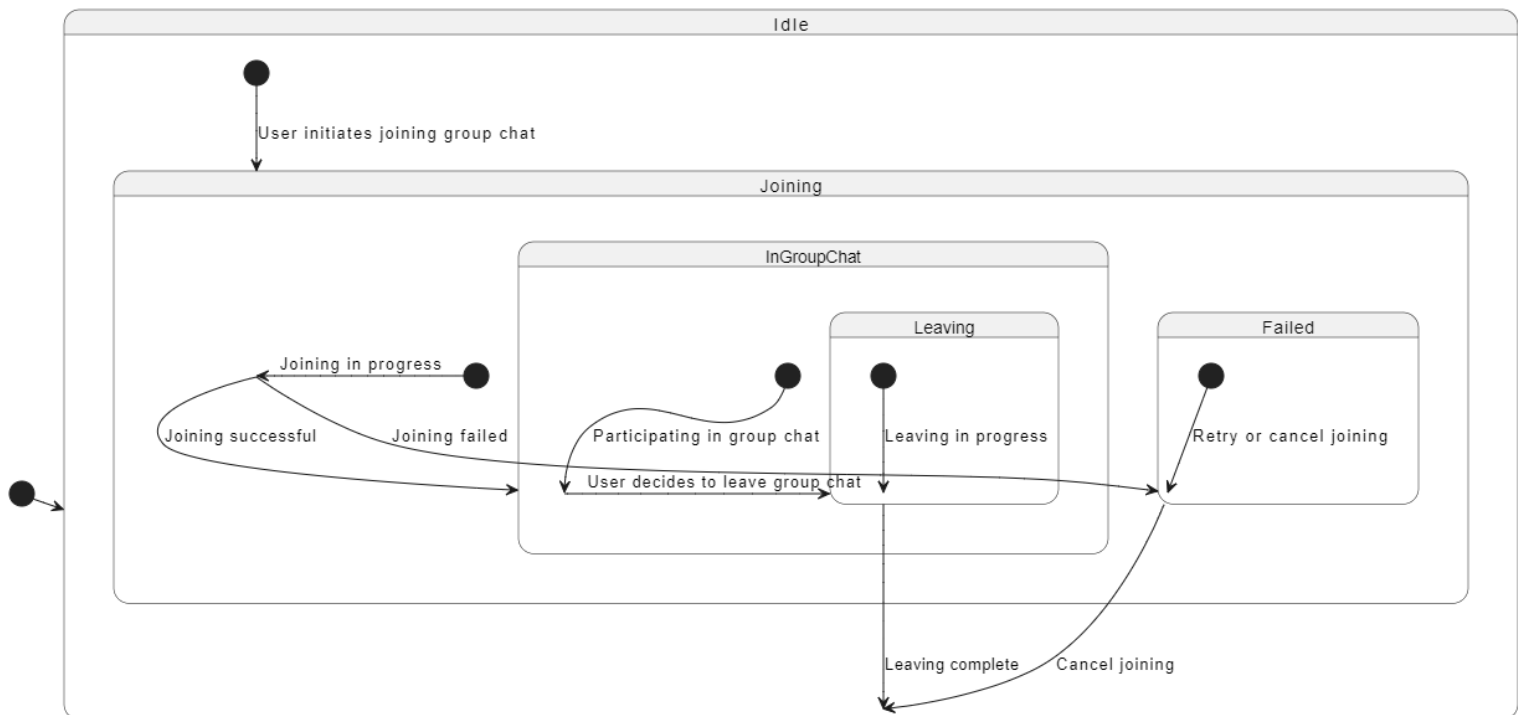 Idle
User initiates joining group chat
Joining
InGroupChat
Leaving
Failed
Joining in progress
Joining successful
Joining failed
Participating in group chat
Leaving in progress
Retry or cancel joining
User decides to leave group chat
Leaving complete
Cancel joining